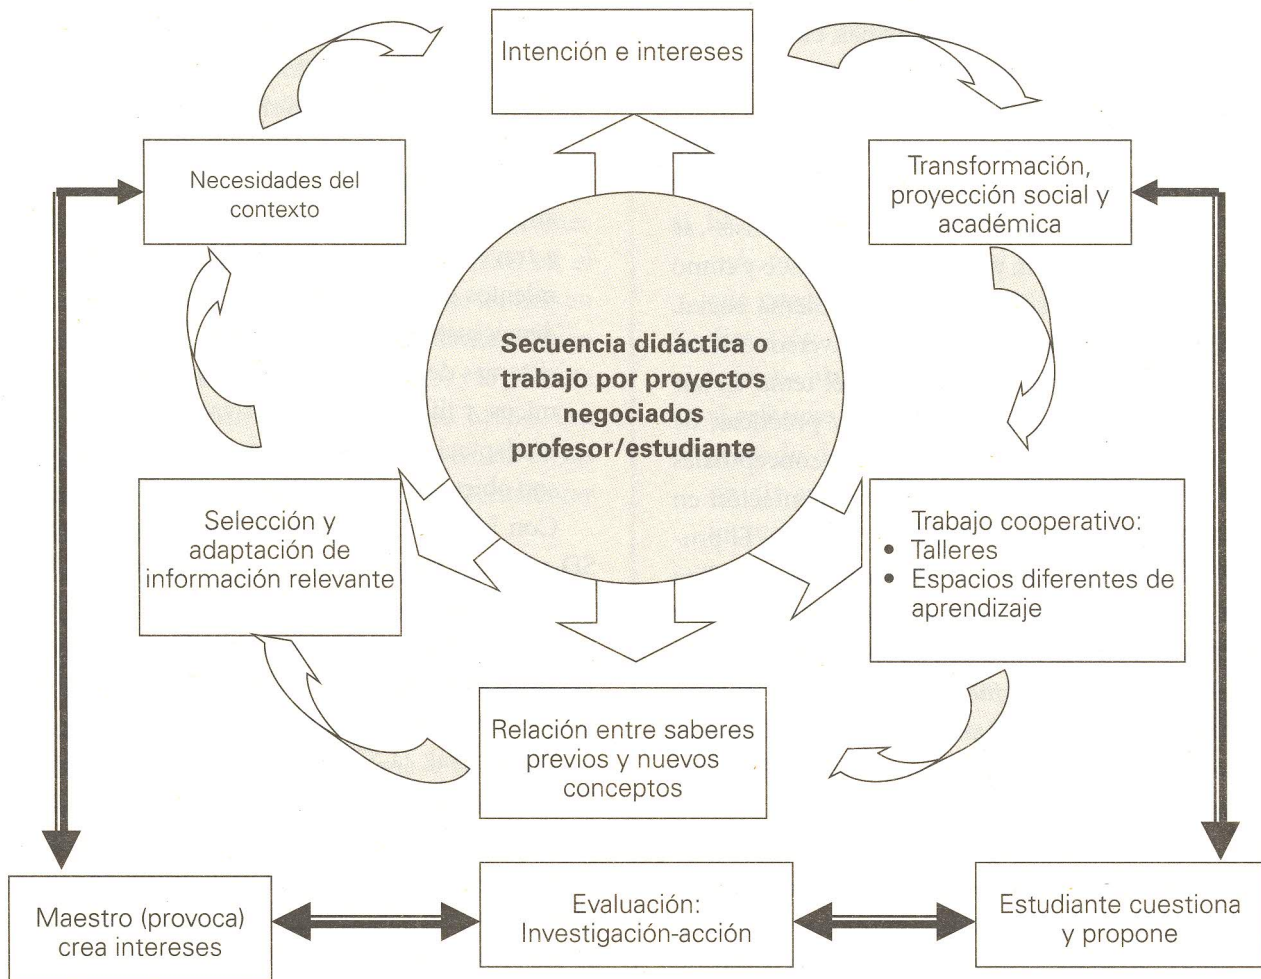 Intención e intereses
Necesidades del
contexto
Transformación,
proyección social y
académica
Secuencia didáctica o
trabajo por proyectos
negociados
profesor/estudiante
Selección y
adaptación de
información relevante
Trabajo cooperativo:
• Talleres
• Espacios diferentes de
aprendizaje
Relación entre saberes
previos y nuevos
conceptos
Maestro (provoca)
crea intereses
Evaluación:
Investigación-acción
Estudiante cuestiona
y propone